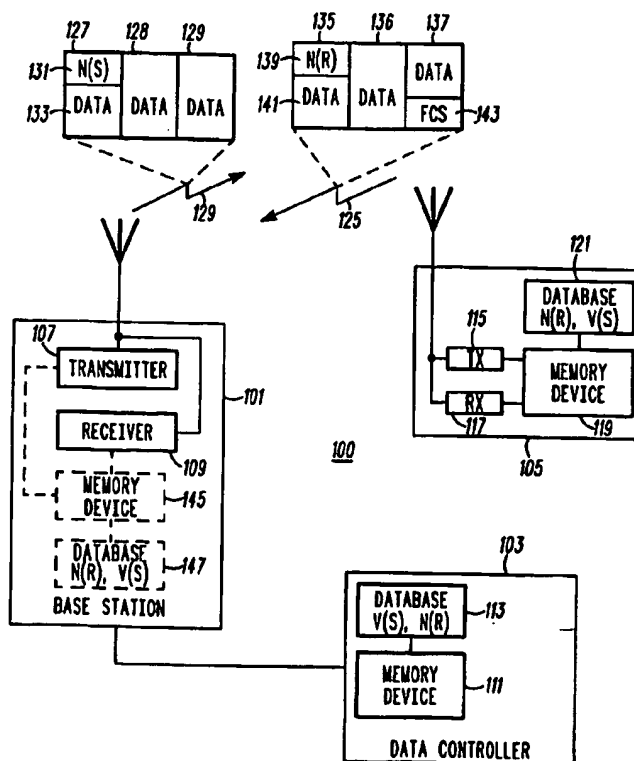 127 128 129
131 N(S) DATA DATA
133 DATA
135 136 137
139 N(R) DATA DATA
141 DATA FCS 143
129
125
121
DATABASE
N(R), V(S)
115
TX
MEMORY
DEVICE
RX
117
119
105
107
TRANSMITTER
101
RECEIVER
109
100
MEMORY
DEVICE
145
DATABASE
N(R), V(S)
147
BASE STATION
103
DATABASE
V(S), N(R)
113
MEMORY
DEVICE
111
DATA CONTROLLER